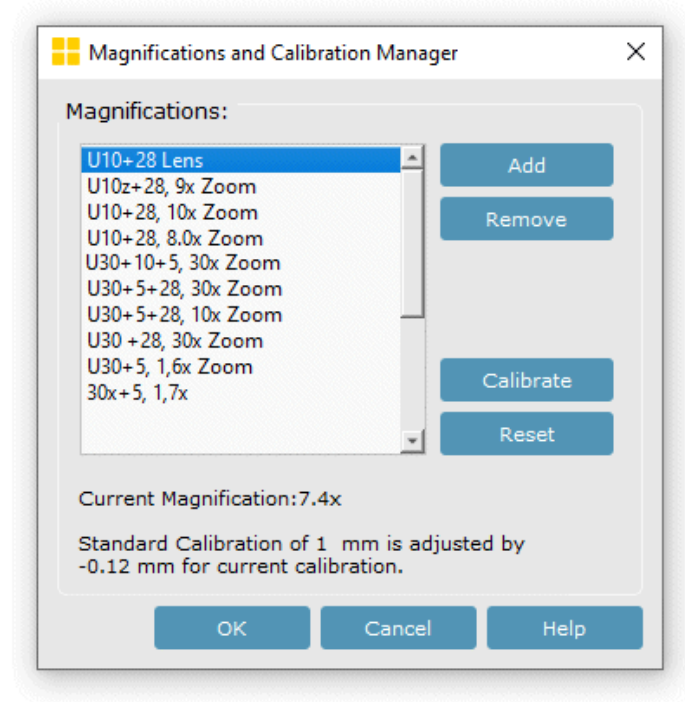 Magnifications and Calibration Manager
Magnifications:
U10+28 Lens
U10z+28, 9x Zoom
U10+28, 10x Zoom
U10+28, 8.0x Zoom
U30+10+5, 30x Zoom
U30+5+28, 30x Zoom
U30+5+28, 10x Zoom
U30 +28, 30x Zoom
U30+5, 1,6x Zoom
30x+5, 1,7x
Add
Remove
Calibrate
Reset
Current Magnification:7.4x
Standard Calibration of 1  mm is adjusted by
-0.12 mm for current calibration.
OK
Cancel
Help